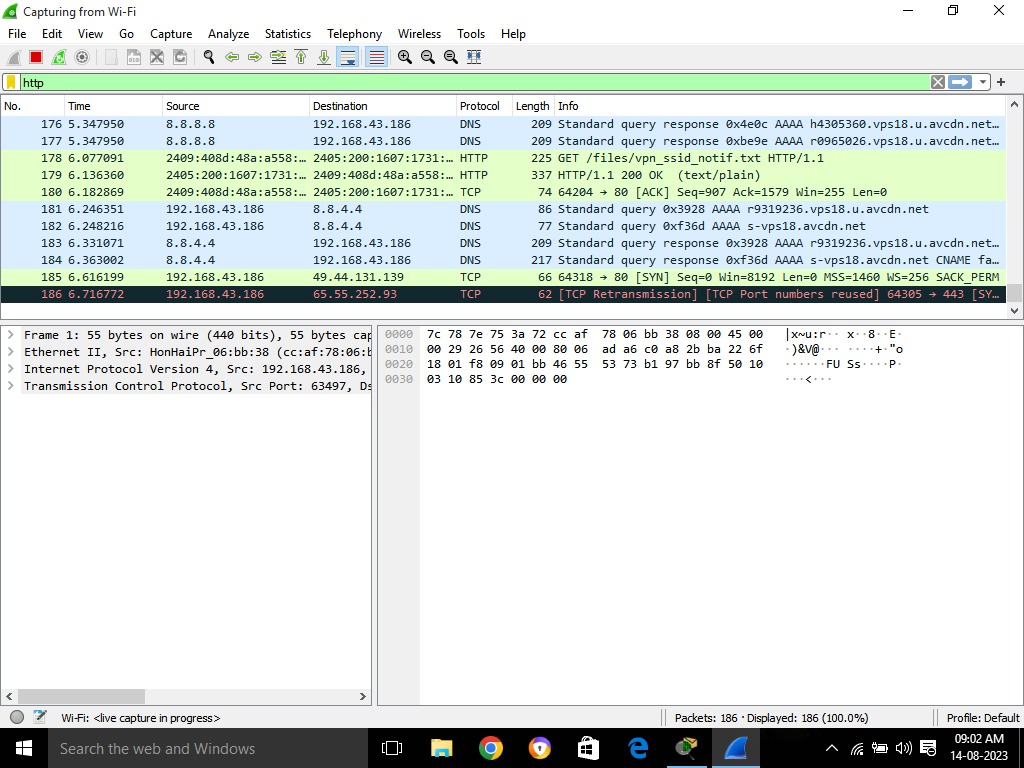 Capturing from Wi-Fi
File Edit View Go Capture Analyze Statistics Telephony Wireless Tools Help
http
No. Time Source Destination Protocol Length Info
176 5.347950 8.8.8.8 192.168.43.186 DNS 209 Standard query response 0x4e0c AAAA h4305360.vps18.u.avcdn.net…
177 5.347950 8.8.8.8 192.168.43.186 DNS 209 Standard query response 0xbe9e AAAA r0965026.vps18.u.avcdn.net…
178 6.077091 2409:408d:48a:a558:… 2405:200:1607:1731:… HTTP 225 GET /files/vpn_ssid_notif.txt HTTP/1.1
179 6.136360 2405:200:1607:1731:… 2409:408d:48a:a558:… HTTP 337 HTTP/1.1 200 OK (text/plain)
180 6.182869 2409:408d:48a:a558:… 2405:200:1607:1731:… TCP 74 64204 → 80 [ACK] Seq=907 Ack=1579 Win=255 Len=0
181 6.246351 192.168.43.186 8.8.4.4 DNS 86 Standard query 0x3928 AAAA r9319236.vps18.u.avcdn.net
182 6.248216 192.168.43.186 8.8.4.4 DNS 77 Standard query 0xf36d AAAA s-vps18.avcdn.net
183 6.331071 8.8.4.4 192.168.43.186 DNS 209 Standard query response 0x3928 AAAA r9319236.vps18.u.avcdn.net…
184 6.363002 8.8.4.4 192.168.43.186 DNS 217 Standard query response 0xf36d AAAA s-vps18.avcdn.net CNAME fa…
185 6.616199 192.168.43.186 49.44.131.139 TCP 66 64318 → 80 [SYN] Seq=0 Win=8192 Len=0 MSS=1460 WS=256 SACK_PERM
186 6.716772 192.168.43.186 65.55.252.93 TCP 62 [TCP Retransmission] [TCP Port numbers reused] 64305 → 443 [SY…
Frame 1: 55 bytes on wire (440 bits), 55 bytes cap
Ethernet II, Src: HonHaiPr_06:bb:38 (cc:af:78:06:b
Internet Protocol Version 4, Src: 192.168.43.186,
Transmission Control Protocol, Src Port: 63497, Ds
0000 7c 78 7e 75 3a 72 cc af 78 06 bb 38 08 00 45 00 |x~u:r·· x··8··E·
0010 00 29 26 56 40 00 80 06 ad a6 c0 a8 2b ba 22 6f ·)&V@··· ····+·"o
0020 18 01 f8 09 01 bb 46 55 53 73 b1 97 bb 8f 50 10 ······FU Ss····P·
0030 03 10 85 3c 00 00 00 ···<···
Wi-Fi: <live capture in progress> Packets: 186 · Displayed: 186 (100.0%) Profile: Default
Search the web and Windows
09:02 AM
14-08-2023